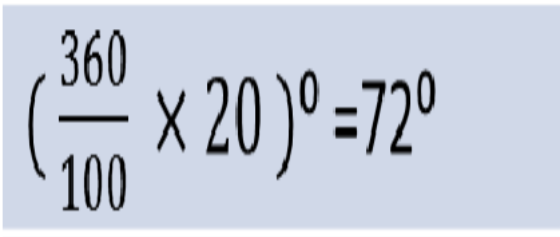 (360/100 × 20)⁰ =72⁰